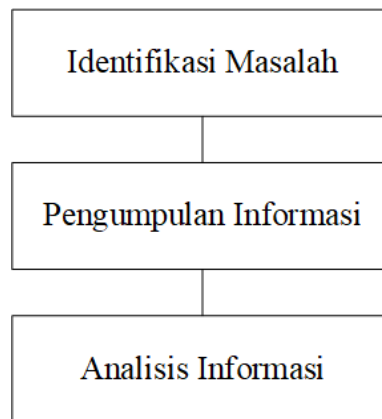 Identifikasi Masalah
Pengumpulan Informasi
Analisis Informasi